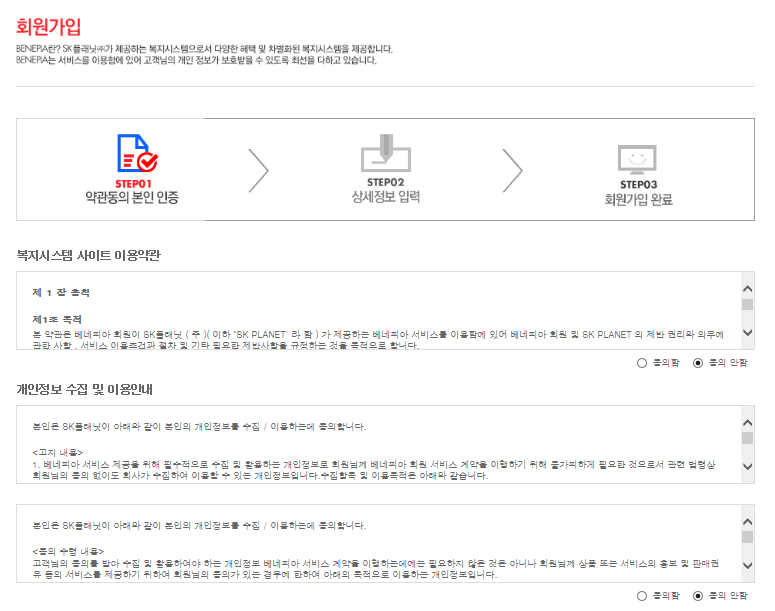 회원가입
BENEPIA란? SK플래닛㈜가 제공하는 복지시스템으로서 다양한 혜택 및 차별화된 복지시스템을 제공합니다.
BENEPIA는 서비스를 이용함에 있어 고객님의 개인 정보가 보호받을 수 있도록 최선을 다하고 있습니다.
STEP01
약관동의 본인 인증
STEP02
상세정보 입력
STEP03
회원가입 완료
복지시스템 사이트 이용약관
제 1 장 총칙
제1조 목적
본 약관은 베네피아 회원이 SK플래닛 ( 주 )( 이하 "SK PLANET' 라 함 ) 가 제공하는 베네피아 서비스를 이용함에 있어 베네피아 회원 및 SK PLANET 의 제반 권리와 의무에
관한 사항 , 서비스 이용조건과 절차 및 기타 필요한 제반사항을 규정하는 것을 목적으로 합니다.
동의함 동의 안함
개인정보 수집 및 이용안내
본인은 SK플래닛이 아래와 같이 본인의 개인정보를 수집 / 이용하는데 동의합니다.
<고지 내용>
1. 베네피아 서비스 제공을 위해 필수적으로 수집 및 활용하는 개인정보로 회원님께 베네피아 회원 서비스 계약을 이행하기 위해 불가피하게 필요한 것으로서 관련 법령상
회원님의 동의 없이도 회사가 수집하여 이용할 수 있는 개인정보입니다.수집항목 및 이용목적은 아래와 같습니다.
본인은 SK플래닛이 아래와 같이 본인의 개인정보를 수집 / 이용하는데 동의합니다.
<동의 수령 내용>
고객님의 동의를 받아 수집 및 활용하여야 하는 개인정보 베네피아 서비스 계약을 이행하는데에는 필요하지 않은 것은 아니나 회원님께 상품 또는 서비스의 홍보 및 판매권
유 등의 서비스를 제공하기 위하여 회원님의 동의가 있는 경우에 한하여 아래의 목적으로 이용하는 개인정보입니다.
동의함 동의 안함